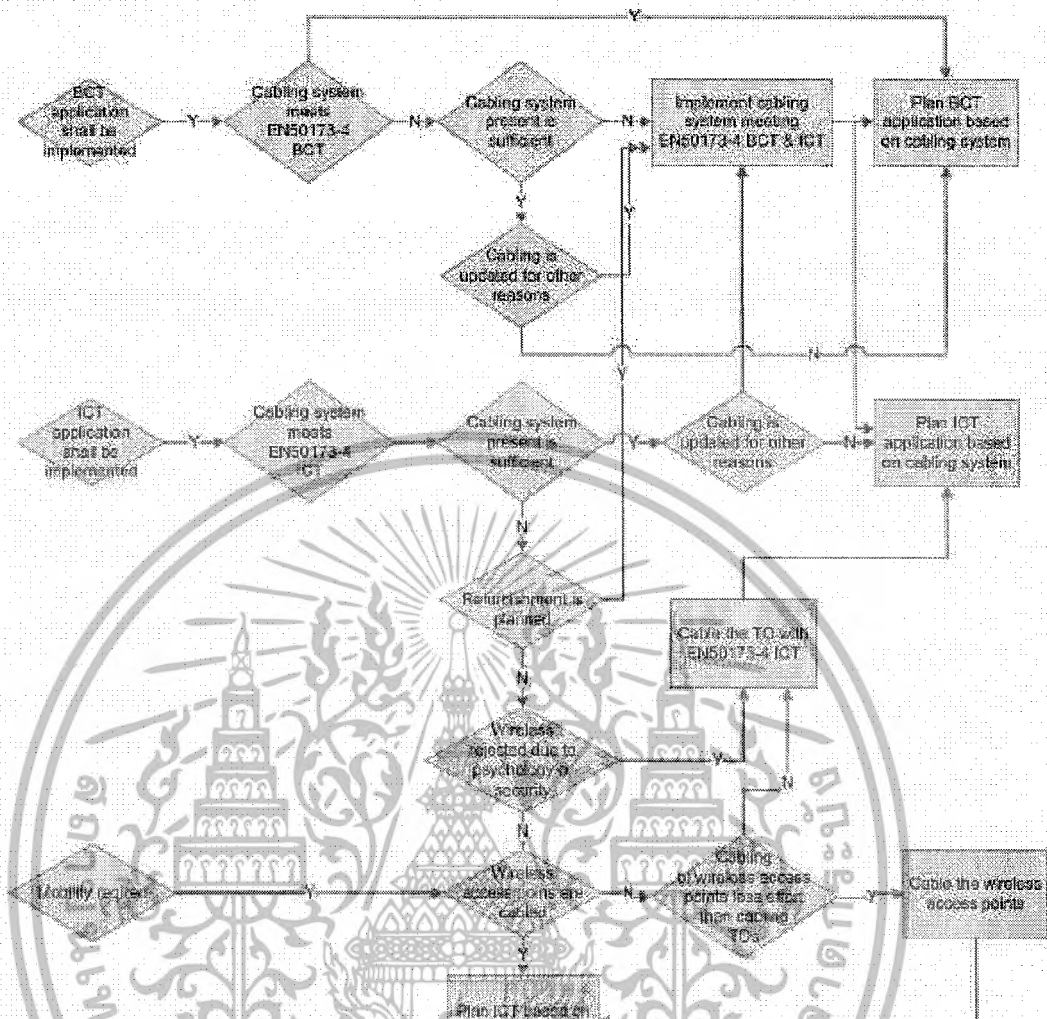 Y
BCT
application
shall be
implemented
Y
Cabling system
meets
EN50173-4
BCT
N
Cabling system
present is
sufficient
N
Implement cabling
system meeting
EN50173-4 BCT & ICT
Plan BCT
application based
on cabling system
Y
Y
Cabling is
updated for other
reasons
N
Y
ICT
application
shall be
implemented
Y
Cabling system
meets
EN50173-4
ICT
Cabling system
present is
sufficient
Y
Cabling is
updated for other
reasons
N
Plan ICT
application based
on cabling system
N
Refurbishment is
planned
Cable the TO with
EN50173-4 ICT
N
Wireless
rejected due to
psychology o
security
Y
N
N
Mobility
Y
Wireless
access points are
cabled
N
Cabling
of wireless access
points less effort
than cabling
TOs
Y
Cable the wireless
access points
Y
Plan ICT based on